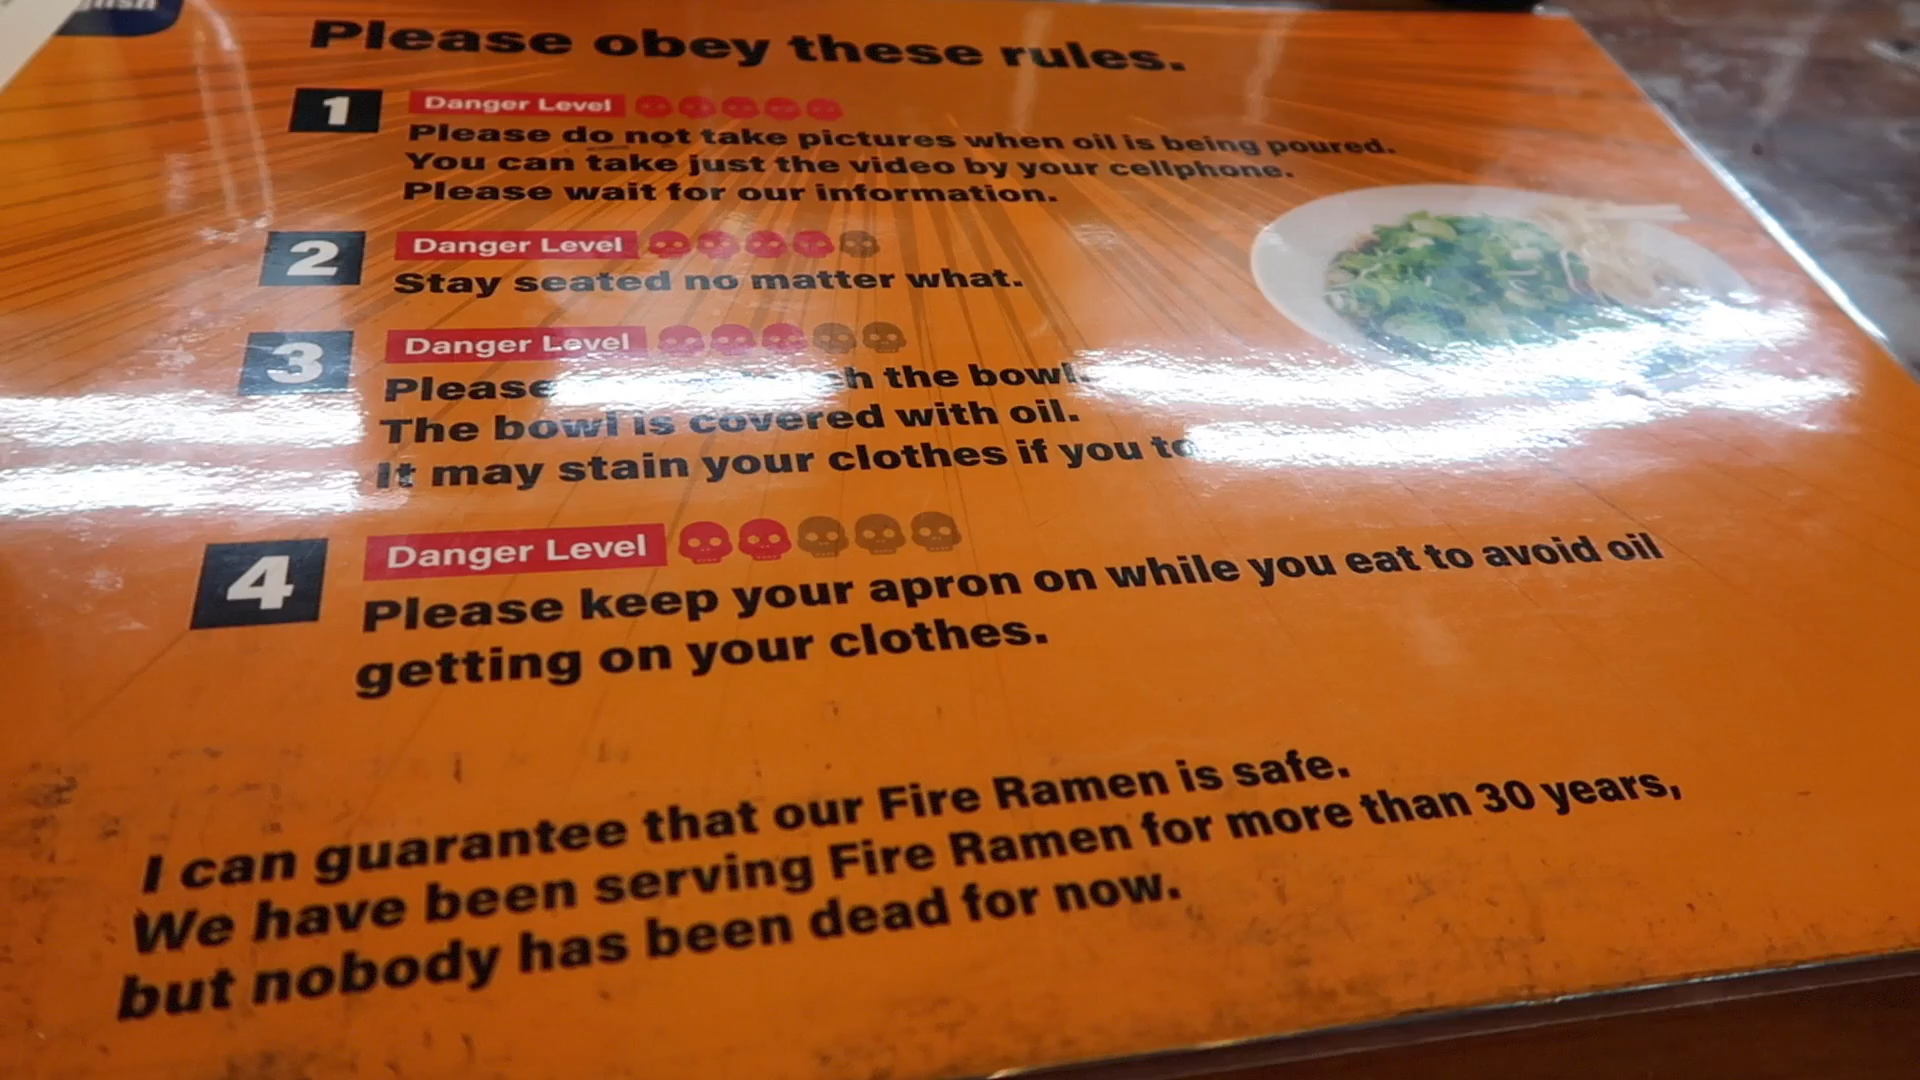 Please obey these rules.
1
Danger Level
Please do not take pictures when oil is being poured.
You can take just the video by your cellphone.
Please wait for our information.
2
Danger Level
Stay seated no matter what.
3
Danger Level
Please the bowl.
The bowl is covered with oil.
It may stain your clothes if you
4
Danger Level
Please keep your apron on while you eat to avoid oil
getting on your clothes.
I can guarantee that our Fire Ramen is safe.
We have been serving Fire Ramen for more than 30 years,
but nobody has been dead for now.